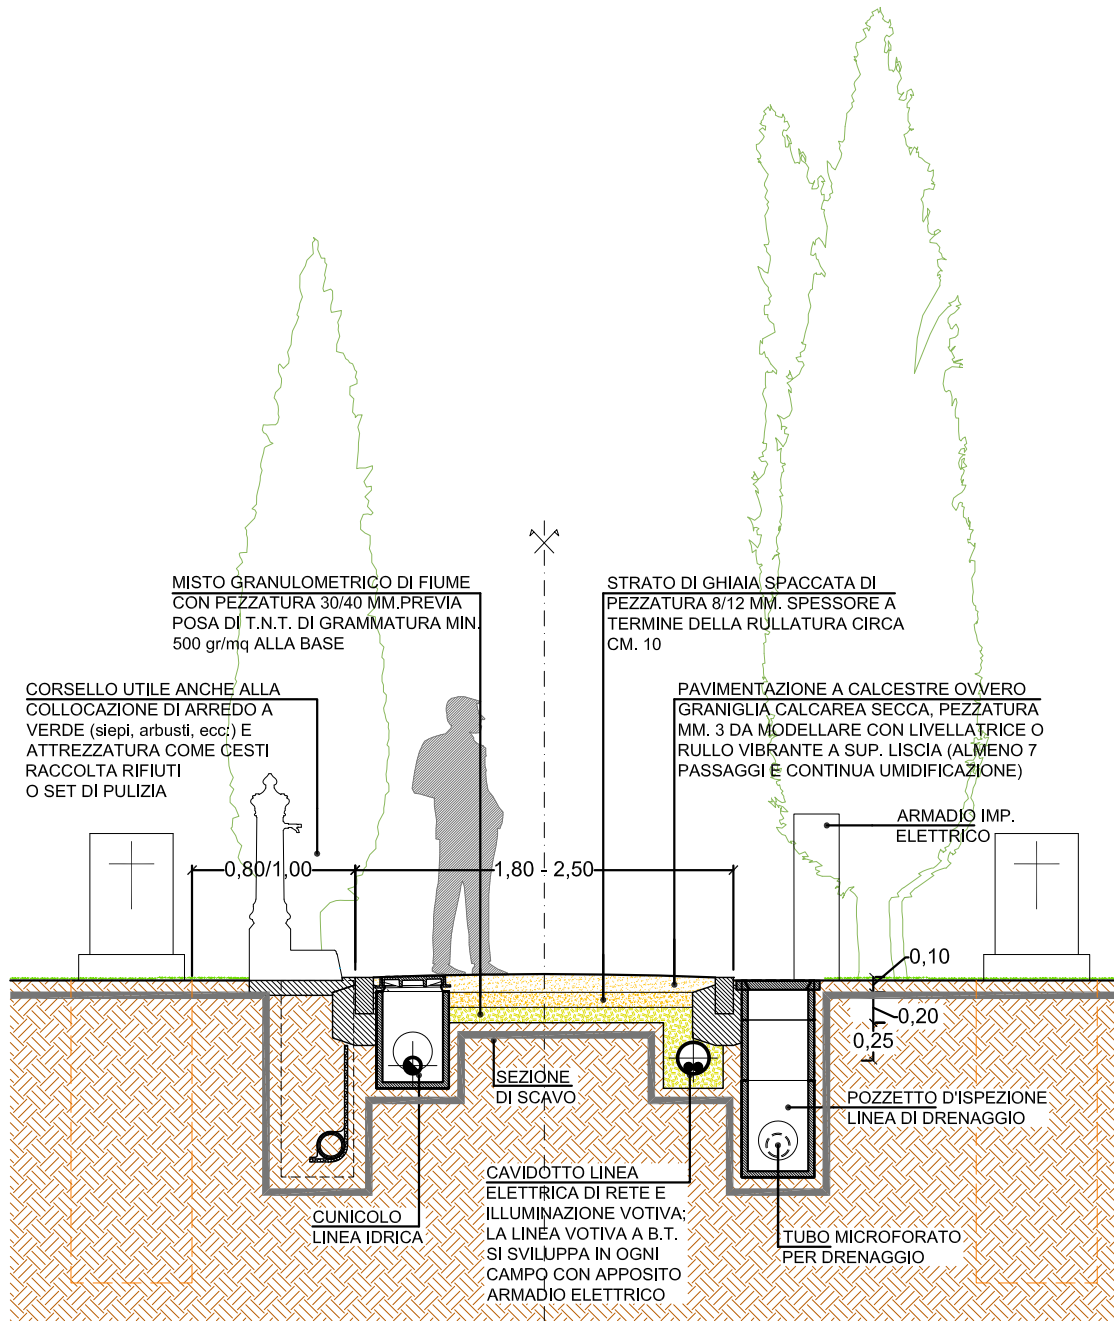 MISTO GRANULOMETRICO DI FIUME
CON PEZZATURA 30/40 MM.PREVIA
POSA DI T.N.T. DI GRAMMATURA MIN.
500 gr/mq ALLA BASE
STRATO DI GHIAIA SPACCATA DI
PEZZATURA 8/12 MM. SPESSORE A
TERMINE DELLA RULLATURA CIRCA
CM. 10
CORSELLO UTILE ANCHE ALLA
COLLOCAZIONE DI ARREDO A
VERDE (siepi, arbusti, ecc.) E
ATTREZZATURA COME CESTI
RACCOLTA RIFIUTI
O SET DI PULIZIA
PAVIMENTAZIONE A CALCESTRE OVVERO
GRANIGLIA CALCAREA SECCA, PEZZATURA
MM. 3 DA MODELLARE CON LIVELLATRICE O
RULLO VIBRANTE A SUP. LISCIA (ALMENO 7
PASSAGGI E CONTINUA UMIDIFICAZIONE)
ARMADIO IMP.
ELETTRICO
0,80/1,00
1,80 - 2,50
0,10
0,20
0,25
SEZIONE
DI SCAVO
POZZETTO D'ISPEZIONE
LINEA DI DRENAGGIO
CAVIDOTTO LINEA
ELETTRICA DI RETE E
ILLUMINAZIONE VOTIVA;
LA LINEA VOTIVA A B.T.
SI SVILUPPA IN OGNI
CAMPO CON APPOSITO
ARMADIO ELETTRICO
CUNICOLO
LINEA IDRICA
TUBO MICROFORATO
PER DRENAGGIO